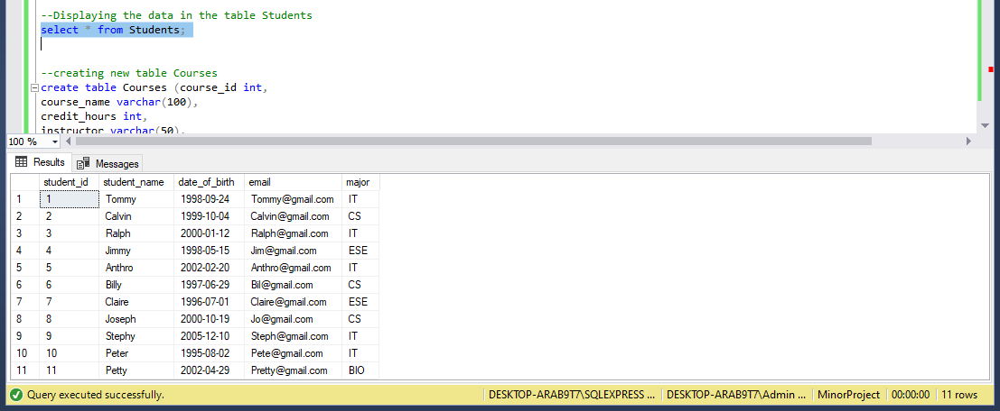 --Displaying the data in the table Students
select * from Students;
--creating new table Courses
create table Courses (course_id int,
course_name varchar(100),
credit_hours int,
instructor varchar(50),
100 %
Results Messages
student_id student_name date_of_birth email major
1 1 Tommy 1998-09-24 Tommy@gmail.com IT
2 2 Calvin 1999-10-04 Calvin@gmail.com CS
3 3 Ralph 2000-01-12 Ralph@gmail.com IT
4 4 Jimmy 1998-05-15 Jim@gmail.com ESE
5 5 Anthro 2002-02-20 Anthro@gmail.com IT
6 6 Billy 1997-06-29 Bil@gmail.com CS
7 7 Claire 1996-07-01 Claire@gmail.com ESE
8 8 Joseph 2000-10-19 Jo@gmail.com CS
9 9 Stephy 2005-12-10 Steph@gmail.com IT
10 10 Peter 1995-08-02 Pete@gmail.com IT
11 11 Petty 2002-04-29 Pretty@gmail.com BIO
Query executed successfully. DESKTOP-ARAB9T7\SQLEXPRESS ... DESKTOP-ARAB9T7\Admin ... MinorProject 00:00:00 11 rows